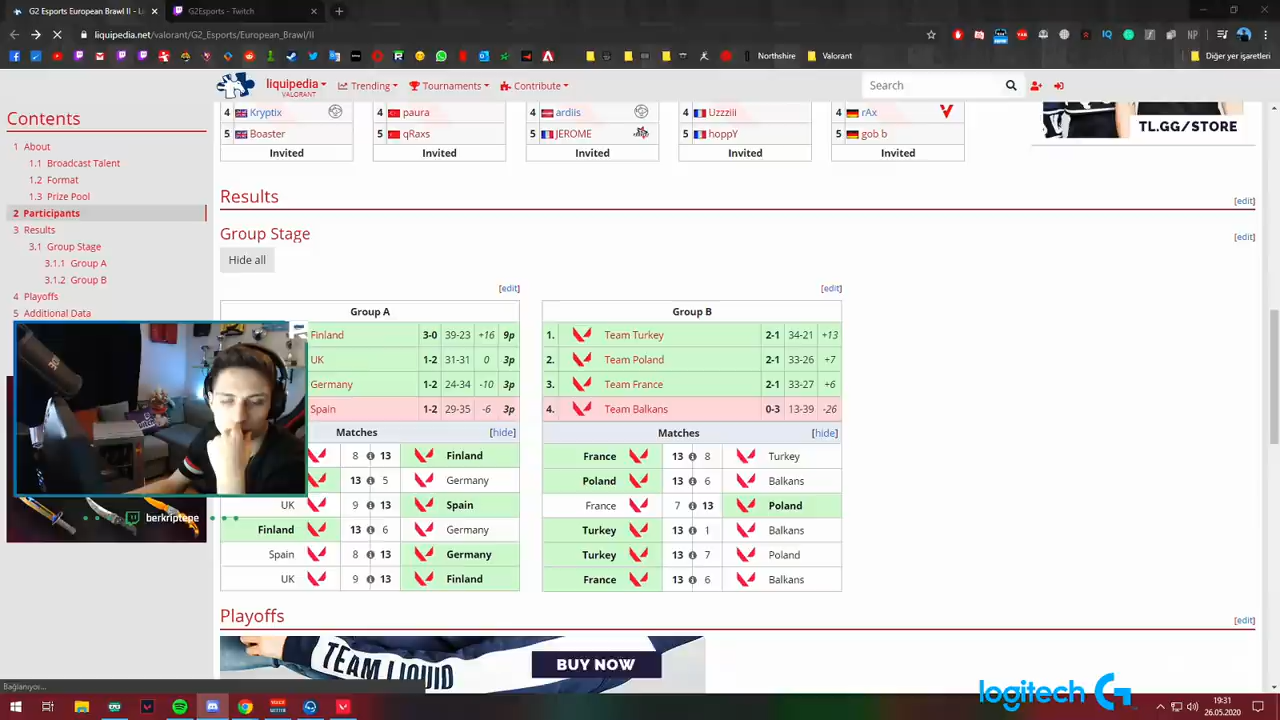 G2 Esports European Brawl II - Li
G2Esports - Twitch
liquipedia.net/valorant/G2_Esports/European_Brawl/II
Northshire
Valorant
Diğer yer işaretleri
liquipedia
VALORANT
Trending
Tournaments
Contribute
Search
Contents
1 About
1.1 Broadcast Talent
1.2 Format
1.3 Prize Pool
2 Participants
3 Results
3.1 Group Stage
3.1.1 Group A
3.1.2 Group B
4 Playoffs
5 Additional Data
4 Kryptix
5 Boaster
Invited
4 paura
5 qRaxs
Invited
4 ardiis
5 JEROME
Invited
4 Uzzziii
5 hoppY
Invited
4 rAx
5 gob b
Invited
TL.GG/STORE
Results
[edit]
Group Stage
[edit]
Hide all
[edit]
Group A
Finland 3-0 39-23 +16 9p
UK 1-2 31-31 0 3p
Germany 1-2 24-34 -10 3p
Spain 1-2 29-35 -6 3p
Matches [hide]
8 13 Finland
13 5 Germany
UK 9 13 Spain
Finland 13 6 Germany
Spain 8 13 Germany
UK 9 13 Finland
[edit]
Group B
1. Team Turkey 2-1 34-21 +13
2. Team Poland 2-1 33-26 +7
3. Team France 2-1 33-27 +6
4. Team Balkans 0-3 13-39 -26
Matches [hide]
France 13 8 Turkey
Poland 13 6 Balkans
France 7 13 Poland
Turkey 13 1 Balkans
Turkey 13 7 Poland
France 13 6 Balkans
berkriptepe
Playoffs
[edit]
TEAM LIQUID
BUY NOW
Bağlanıyor...
logitech G
19:31
26.05.2020